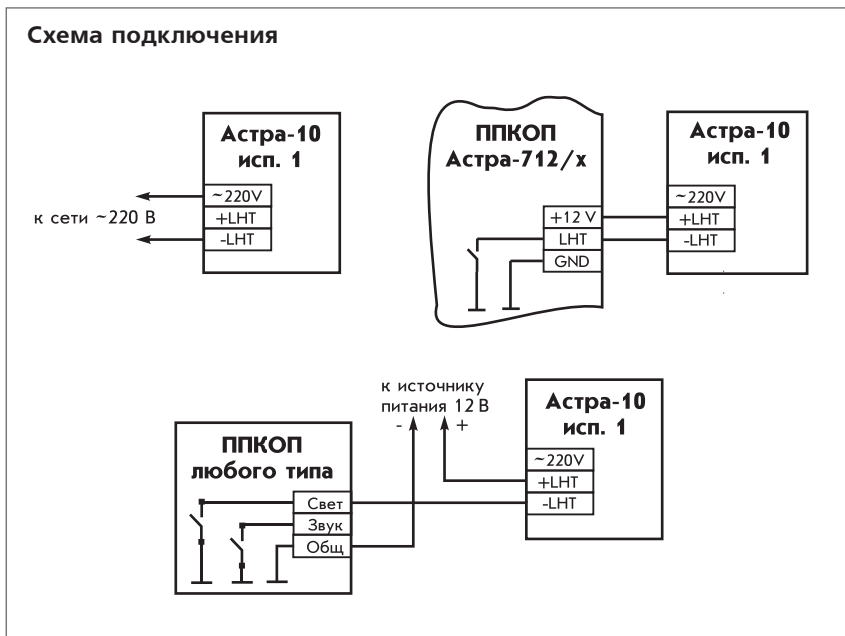 Схема подключения
Астра-10
исп. 1
~220V
+LHT
-LHT
к сети ~220 В
ППКОП
Астра-712/х
+12 V
LHT
GND
Астра-10
исп. 1
~220V
+LHT
-LHT
к источнику
питания 12 В
- +
ППКОП
любого типа
Свет
Звук
Общ
Астра-10
исп. 1
~220V
+LHT
-LHT